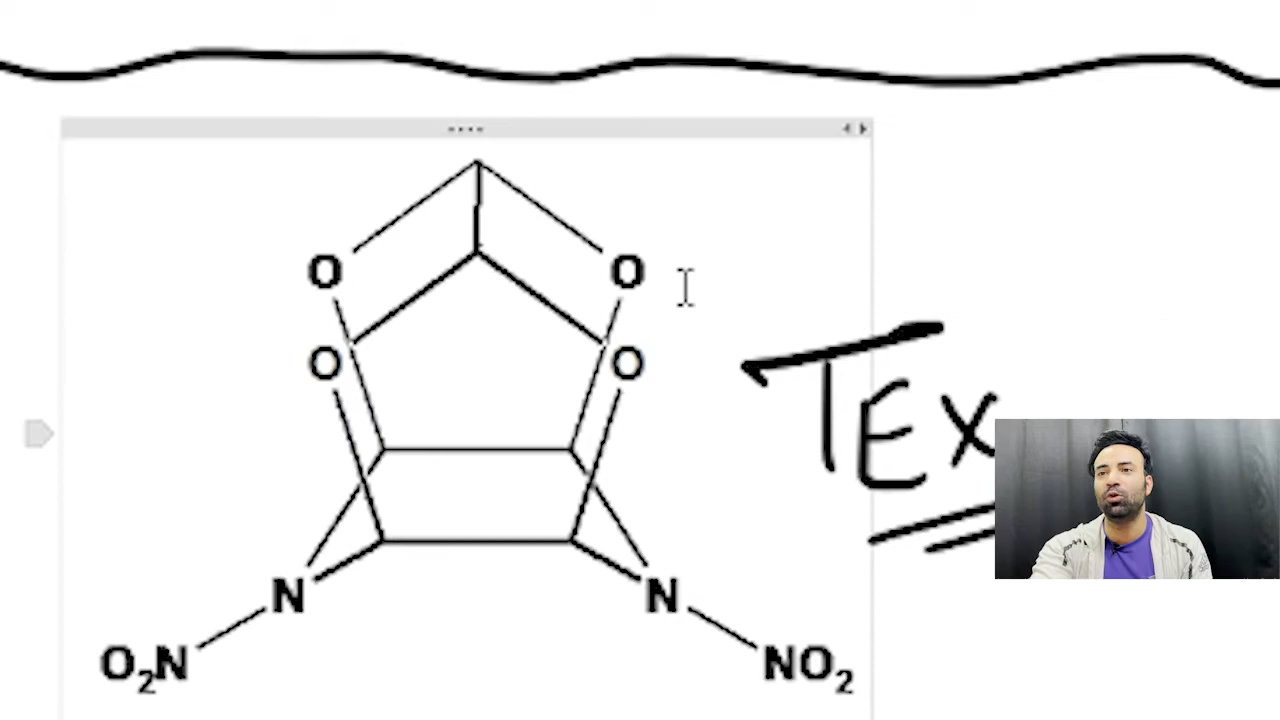 O O
O O
TEX
N N
O₂N NO₂